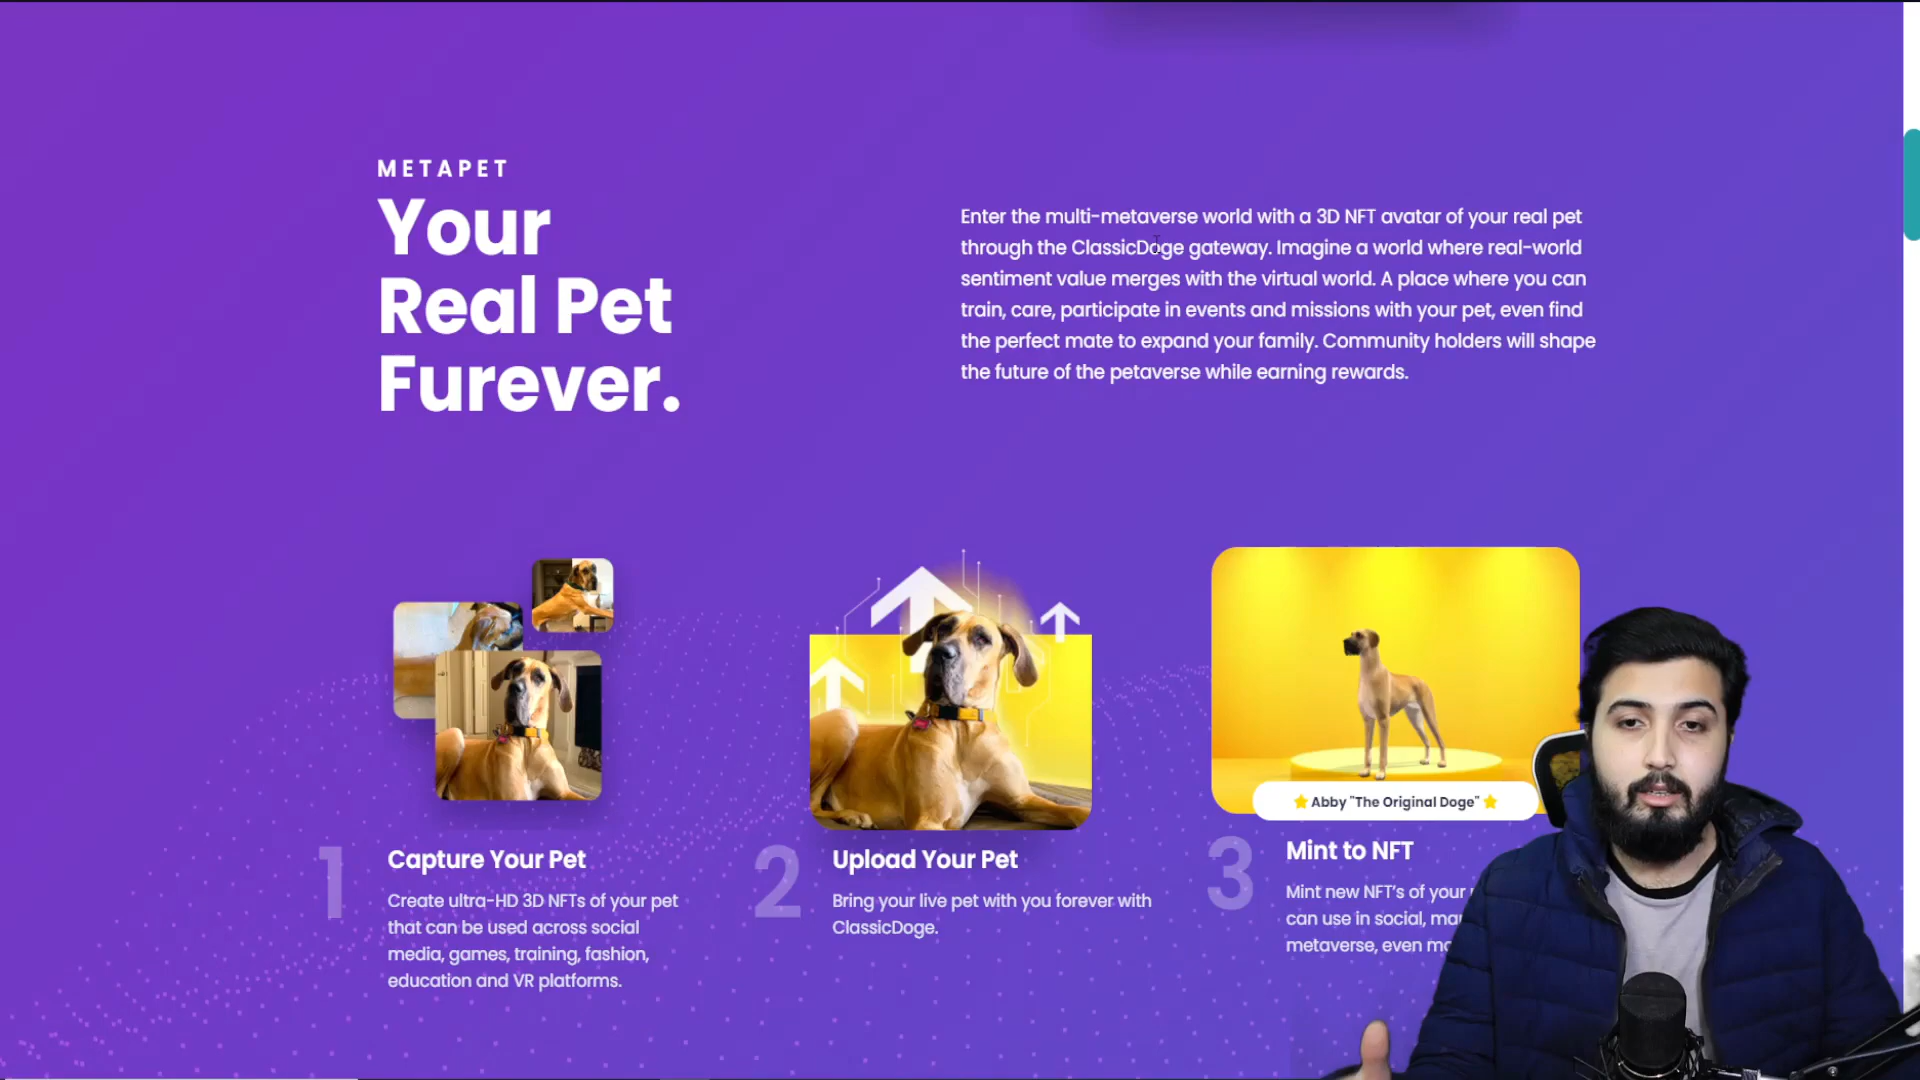 METAPET
Your
Real Pet
Furever.
Enter the multi-metaverse world with a 3D NFT avatar of your real pet
through the ClassicDoge gateway. Imagine a world where real-world
sentiment value merges with the virtual world. A place where you can
train, care, participate in events and missions with your pet, even find
the perfect mate to expand your family. Community holders will shape
the future of the petaverse while earning rewards.
1
Capture Your Pet
Create ultra-HD 3D NFTs of your pet
that can be used across social
media, games, training, fashion,
education and VR platforms.
2
Upload Your Pet
Bring your live pet with you forever with
ClassicDoge.
Abby "The Original Doge"
3
Mint to NFT
Mint new NFT's of your
can use in social,
metaverse, even